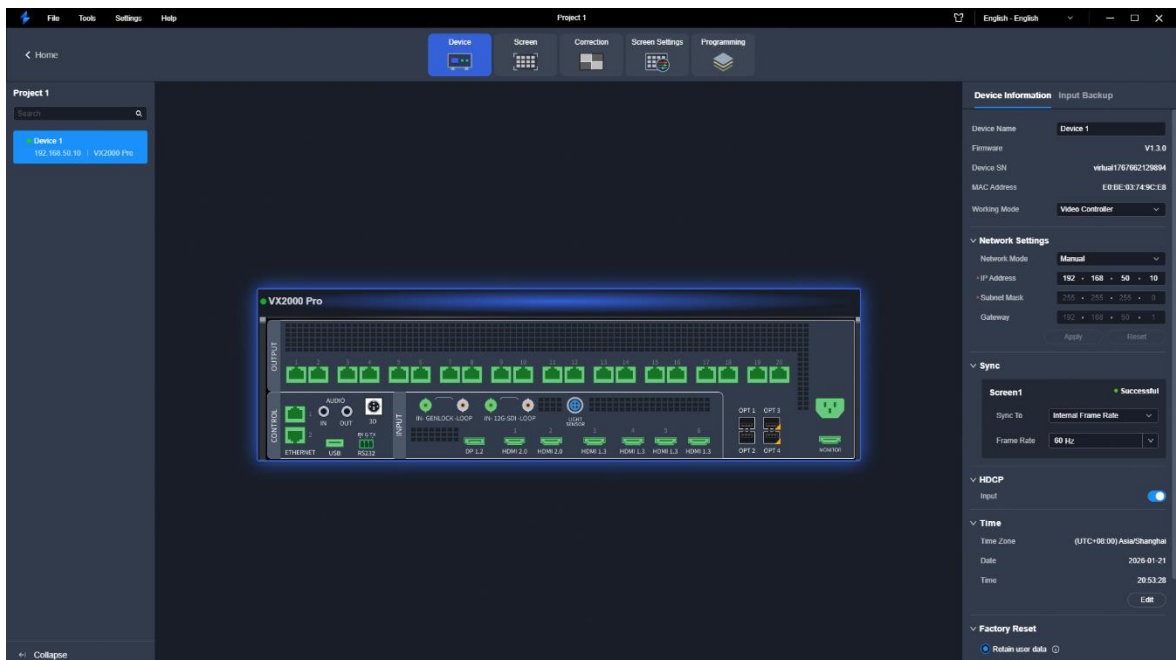 File Tools Settings Help Project 1 English - English
Home Device Screen Correction Screen Settings Programming
Project 1
Search
Device 1
192.168.50.10 | VX2000 Pro
Collapse
VX2000 Pro
OUTPUT
1 2 3 4 5 6 7 8 9 10 11 12 13 14 15 16 17 18 19 20
CONTROL
1
2
ETHERNET
AUDIO
IN OUT 3D
USB RS232
INPUT
IN- GENLOCK -LOOP IN- 12G-SDI -LOOP LIGHT SENSOR
1 2 3 4 5 6
DP 1.2 HDMI 2.0 HDMI 2.0 HDMI 1.3 HDMI 1.3 HDMI 1.3 HDMI 1.3
OPT 1 OPT 3
OPT 2 OPT 4
MONITOR
Device Information Input Backup
Device Name Device 1
Firmware V1.3.0
Device SN virtual1767662129894
MAC Address E0:BE:03:74:9C:E8
Working Mode Video Controller
Network Settings
Network Mode Manual
*IP Address 192 . 168 . 50 . 10
*Subnet Mask 255 . 255 . 255 . 0
Gateway 192 . 168 . 50 . 1
Apply Reset
Sync
Screen1 Successful
Sync To Internal Frame Rate
Frame Rate 60 Hz
HDCP
Input
Time
Time Zone (UTC+08:00) Asia/Shanghai
Date 2026-01-21
Time 20:53:28
Edit
Factory Reset
Retain user data